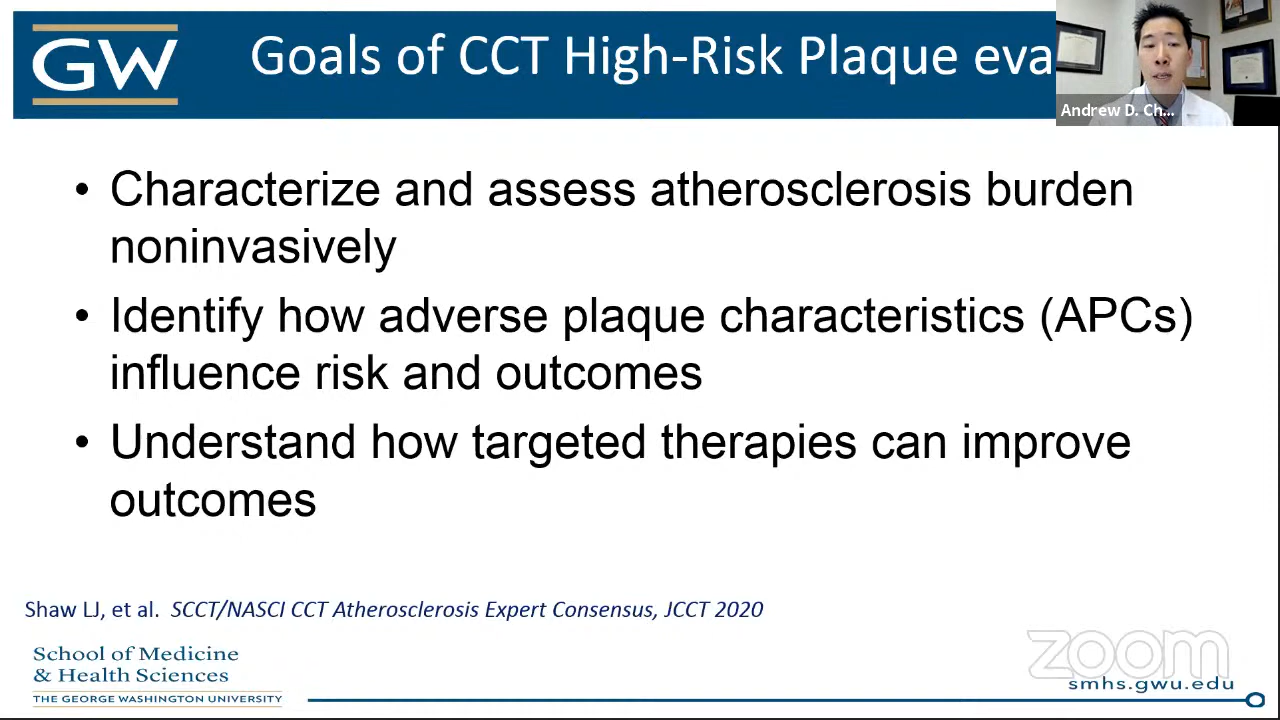 GW
Goals of CCT High-Risk Plaque eva
Andrew D. Ch...
• Characterize and assess atherosclerosis burden
noninvasively
• Identify how adverse plaque characteristics (APCs)
influence risk and outcomes
• Understand how targeted therapies can improve
outcomes
Shaw LJ, et al. SCCT/NASCI CCT Atherosclerosis Expert Consensus, JCCT 2020
School of Medicine
& Health Sciences
THE GEORGE WASHINGTON UNIVERSITY
zoom
smhs.gwu.edu